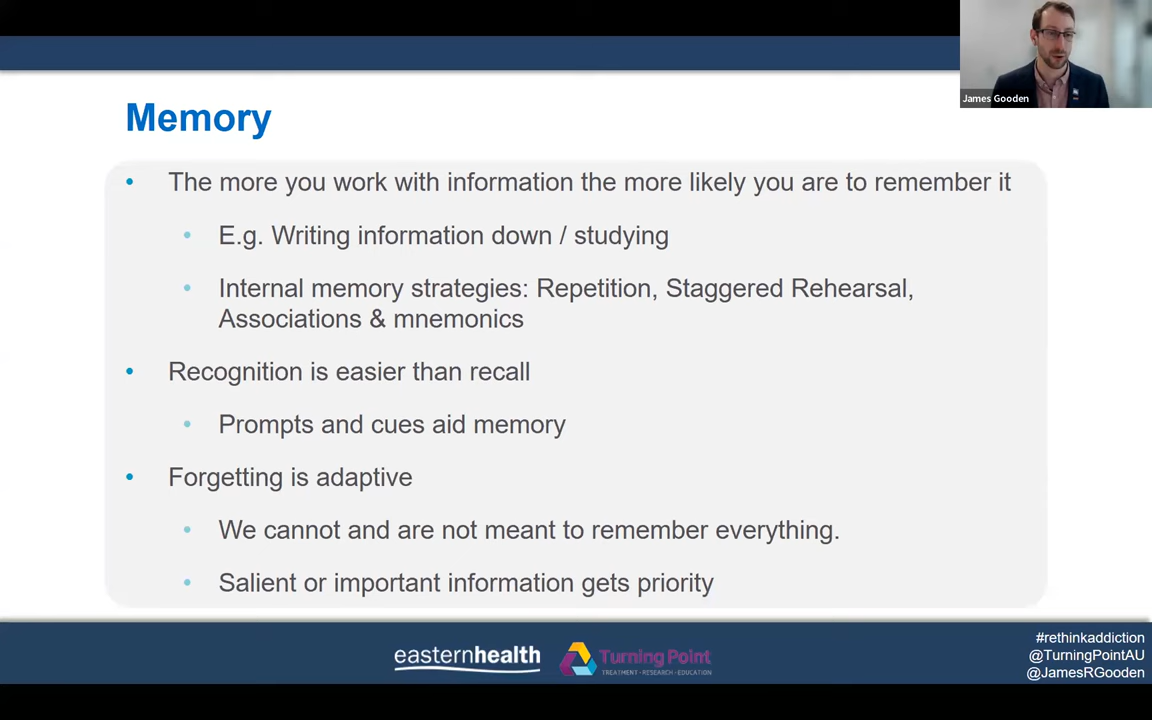 James Gooden
Memory
• The more you work with information the more likely you are to remember it
• E.g. Writing information down / studying
• Internal memory strategies: Repetition, Staggered Rehearsal,
Associations & mnemonics
• Recognition is easier than recall
• Prompts and cues aid memory
• Forgetting is adaptive
• We cannot and are not meant to remember everything.
• Salient or important information gets priority
easternhealth
Turning Point
TREATMENT • RESEARCH • EDUCATION
#rethinkaddiction
@TurningPointAU
@JamesRGooden